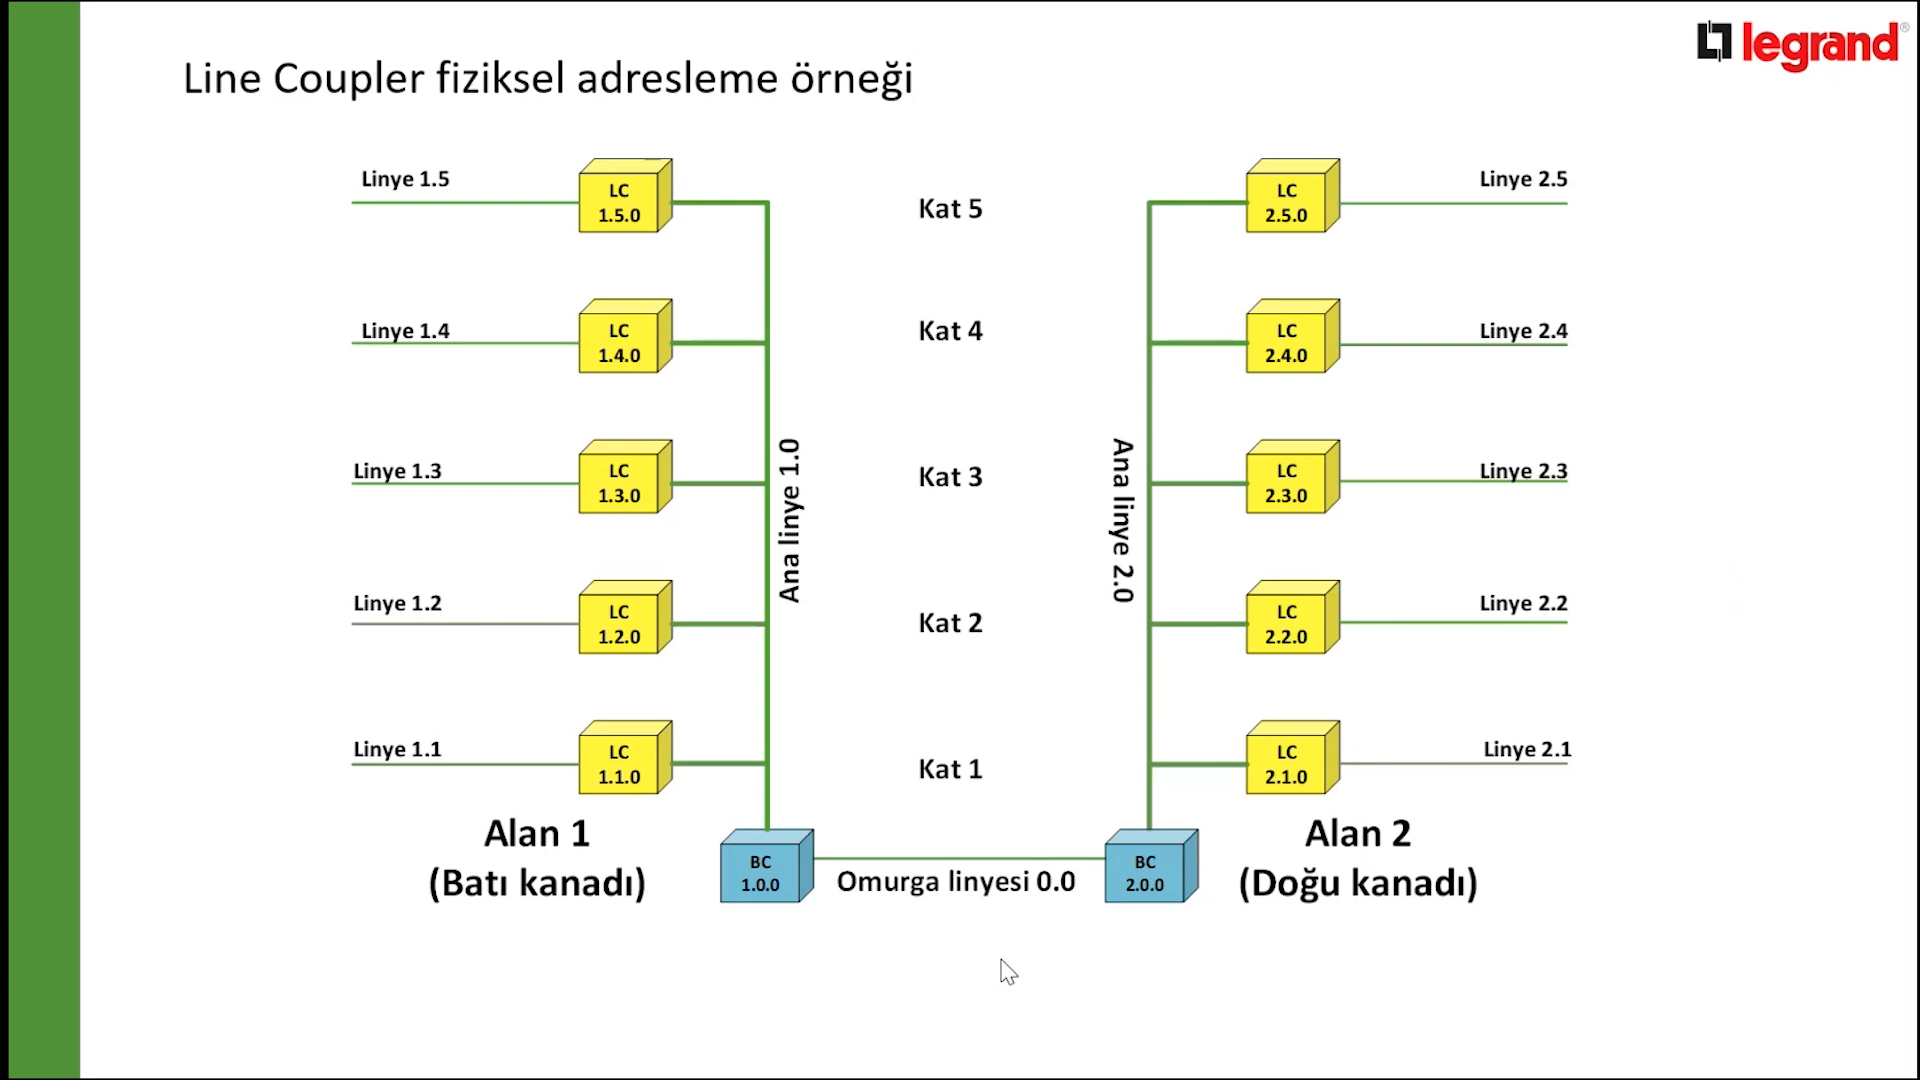 legrand®
Line Coupler fiziksel adresleme örneği
Linye 1.5
LC
1.5.0
Kat 5
LC
2.5.0
Linye 2.5
Linye 1.4
LC
1.4.0
Kat 4
LC
2.4.0
Linye 2.4
Linye 1.3
LC
1.3.0
Ana linye 1.0
Kat 3
Ana linye 2.0
LC
2.3.0
Linye 2.3
Linye 1.2
LC
1.2.0
Kat 2
LC
2.2.0
Linye 2.2
Linye 1.1
LC
1.1.0
Kat 1
LC
2.1.0
Linye 2.1
Alan 1
(Batı kanadı)
BC
1.0.0
Omurga linyesi 0.0
BC
2.0.0
Alan 2
(Doğu kanadı)